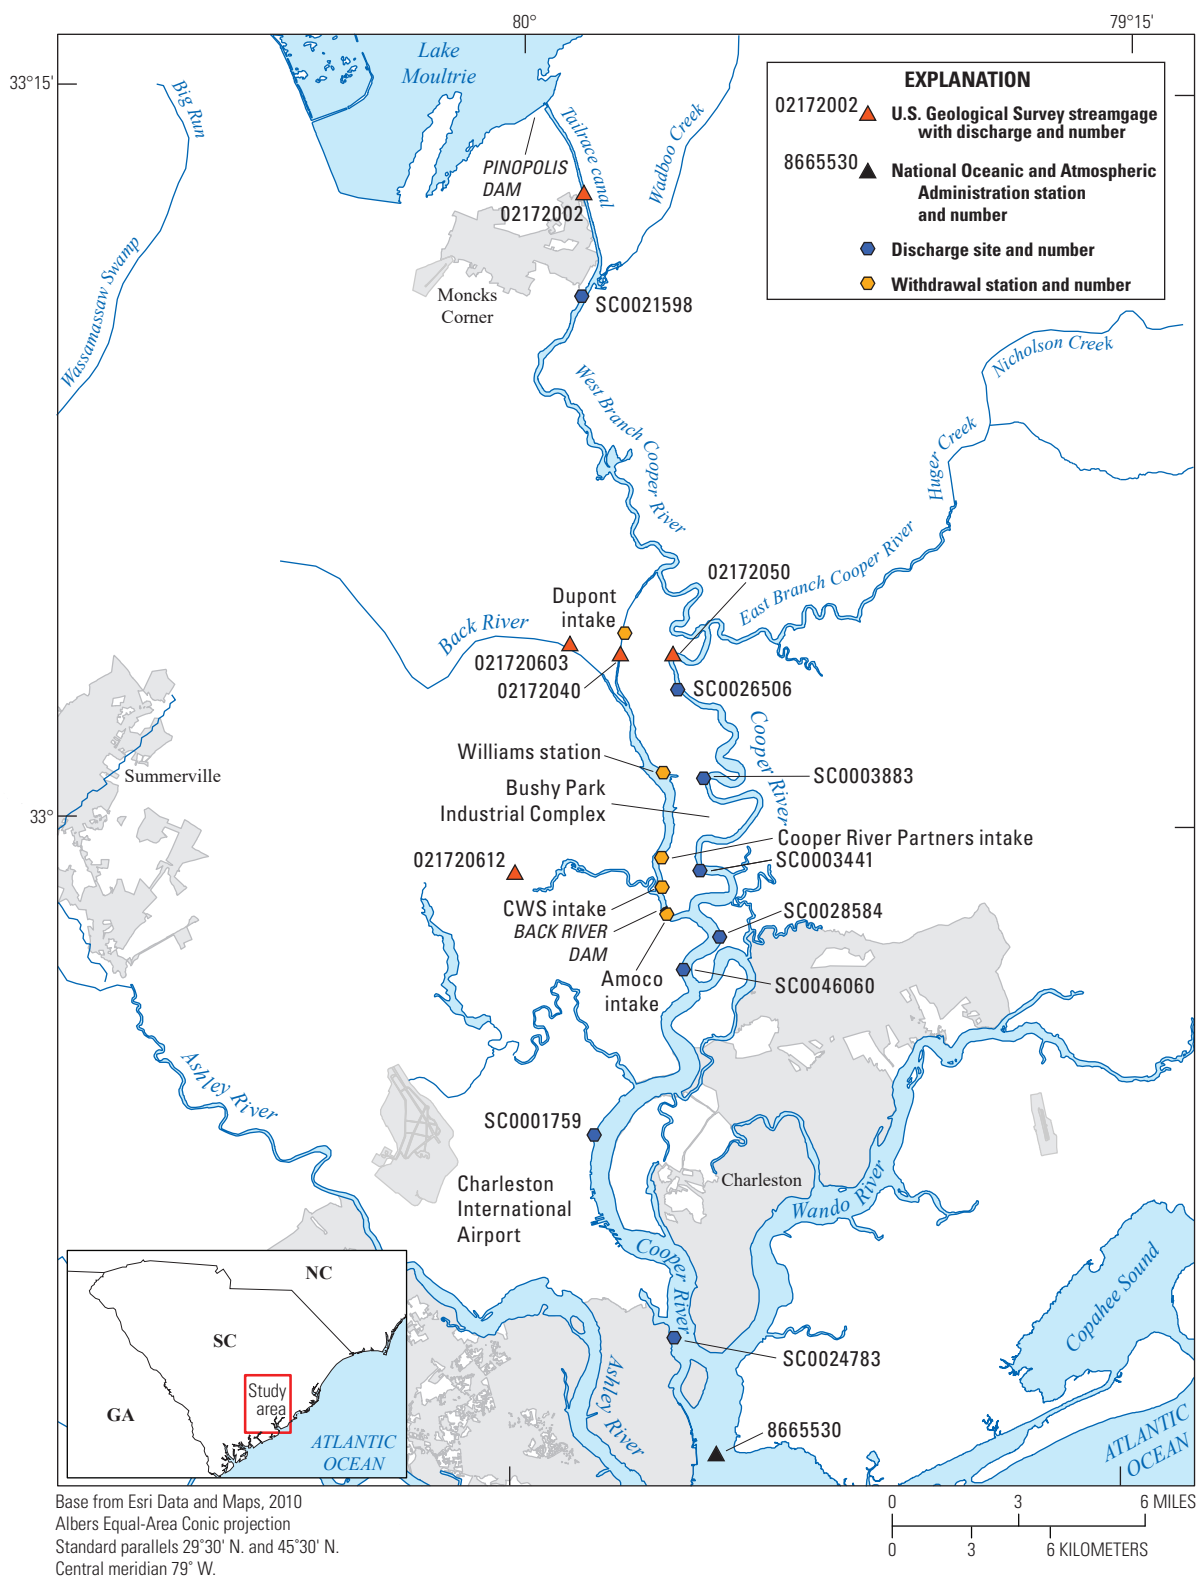 80°
79°15'
33°15'
Lake
Moultrie
Big Run
Tailrace canal
Wadboo Creek
PINOPOLIS
DAM
02172002
Wassamassaw Swamp
Moncks
Corner
SC0021598
EXPLANATION
02172002
U.S. Geological Survey streamgage
with discharge and number
8665530
National Oceanic and Atmospheric
Administration station
and number
Discharge site and number
Withdrawal station and number
Nicholson Creek
West Branch Cooper River
Huger Creek
East Branch Cooper River
02172050
Dupont
intake
Back River
021720603
02172040
SC0026506
Cooper River
Williams station
Summerville
SC0003883
Bushy Park
Industrial Complex
33°
Cooper River Partners intake
021720612
SC0003441
CWS intake
BACK RIVER
DAM
SC0028584
Amoco
intake
SC0046060
Ashley River
SC0001759
Charleston
International
Airport
Charleston
Wando River
Cooper River
Copahee Sound
SC0024783
Ashley River
8665530
ATLANTIC
OCEAN
NC
SC
GA
Study
area
ATLANTIC
OCEAN
Base from Esri Data and Maps, 2010
Albers Equal-Area Conic projection
Standard parallels 29°30' N. and 45°30' N.
Central meridian 79° W.
0 3 6 MILES
0 3 6 KILOMETERS